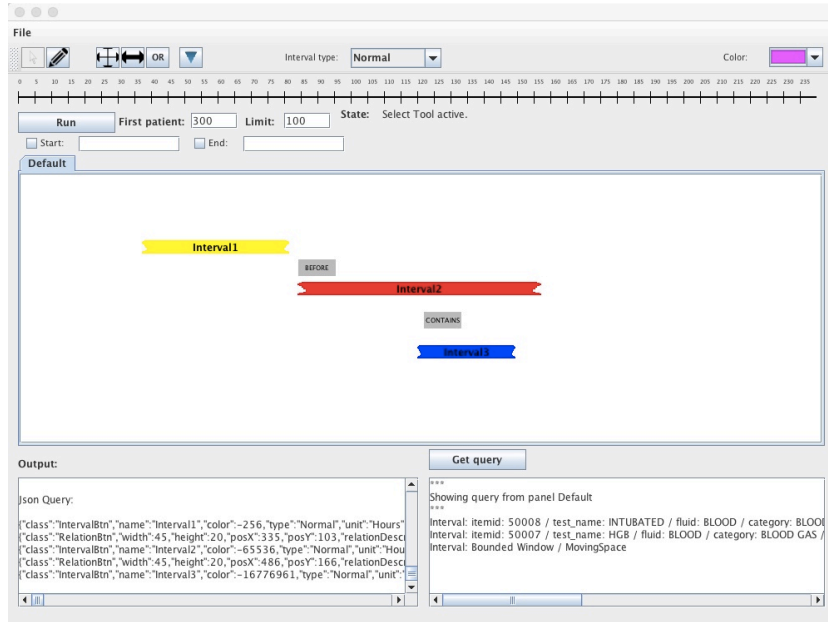 File
OR
Interval type: Normal
Color:
0 5 10 15 20 25 30 35 40 45 50 55 60 65 70 75 80 85 90 95 100 105 110 115 120 125 130 135 140 145 150 155 160 165 170 175 180 185 190 195 200 205 210 215 220 225 230 235
Run First patient: 300 Limit: 100 State: Select Tool active.
Start: End:
Default
Interval1
BEFORE
Interval2
CONTAINS
Interval3
Output:
Get query
Json Query:
{"class":"IntervalBtn","name":"Interval1","color":-256,"type":"Normal","unit":"Hours"
{"class":"RelationBtn","width":45,"height":20,"posX":335,"posY":103,"relationDescr
{"class":"IntervalBtn","name":"Interval2","color":-65536,"type":"Normal","unit":"Hou
{"class":"RelationBtn","width":45,"height":20,"posX":486,"posY":166,"relationDescr
{"class":"IntervalBtn","name":"Interval3","color":-16776961,"type":"Normal","unit":"
***
Showing query from panel Default
***
Interval: itemid: 50008 / test_name: INTUBATED / fluid: BLOOD / category: BLOO
Interval: itemid: 50007 / test_name: HGB / fluid: BLOOD / category: BLOOD GAS /
Interval: Bounded Window / MovingSpace